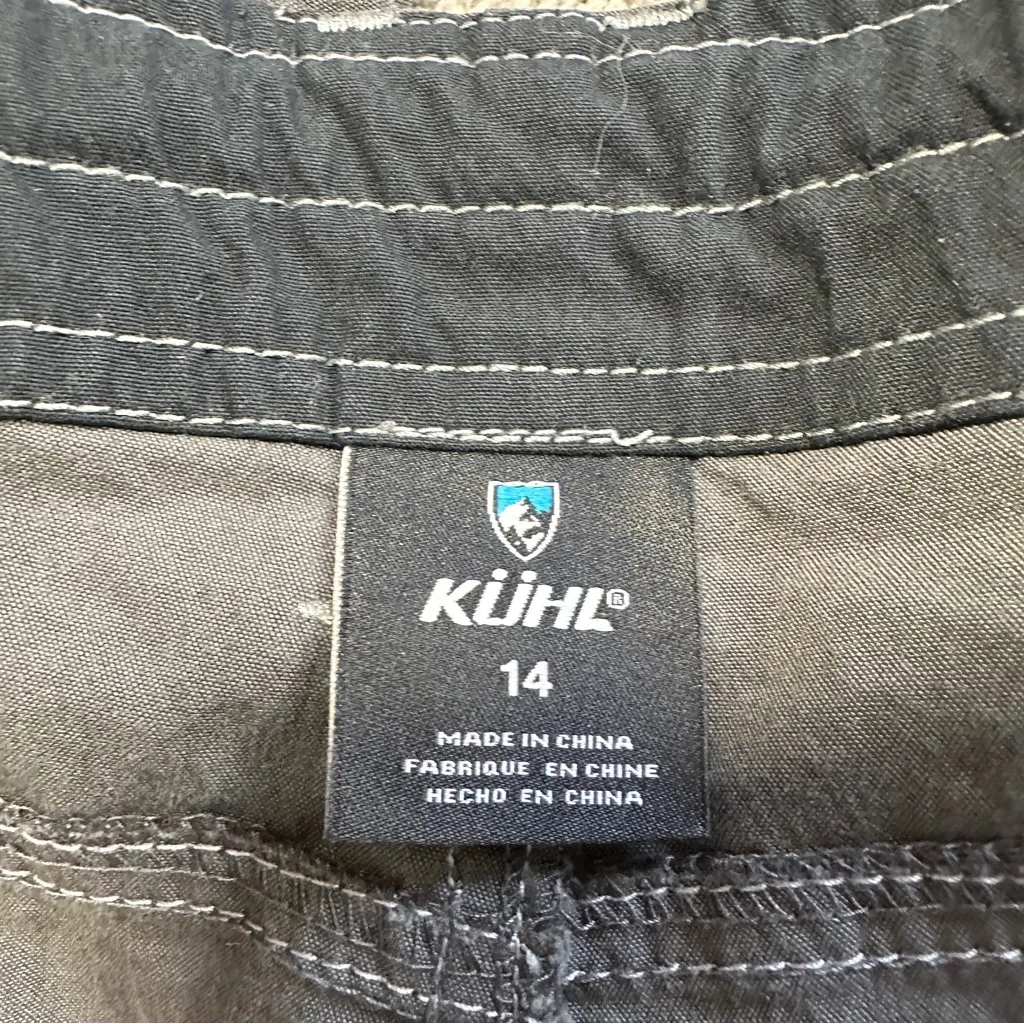 KÜHL®
14
MADE IN CHINA
FABRIQUE EN CHINE
HECHO EN CHINA